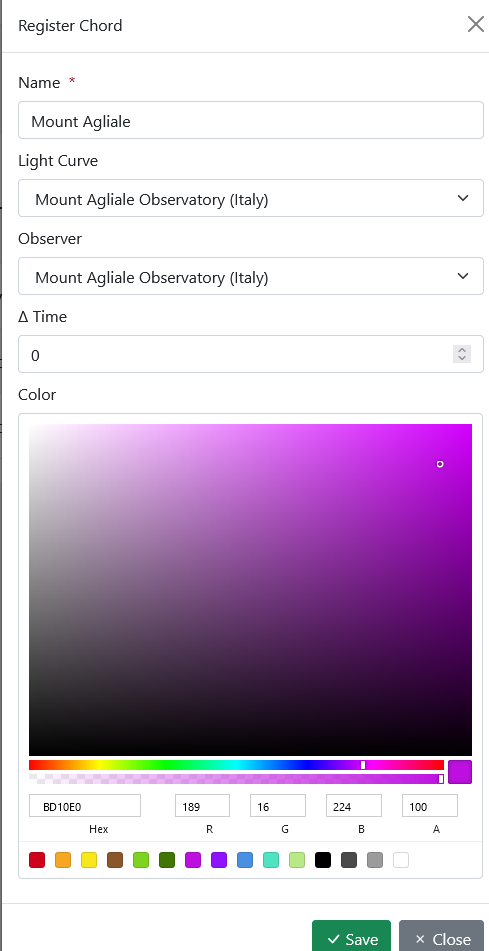 Register Chord
Name *
Mount Agliale
Light Curve
Mount Agliale Observatory (Italy)
Observer
Mount Agliale Observatory (Italy)
Δ Time
0
Color
BD10E0 189 16 224 100
Hex R G B A
Save Close